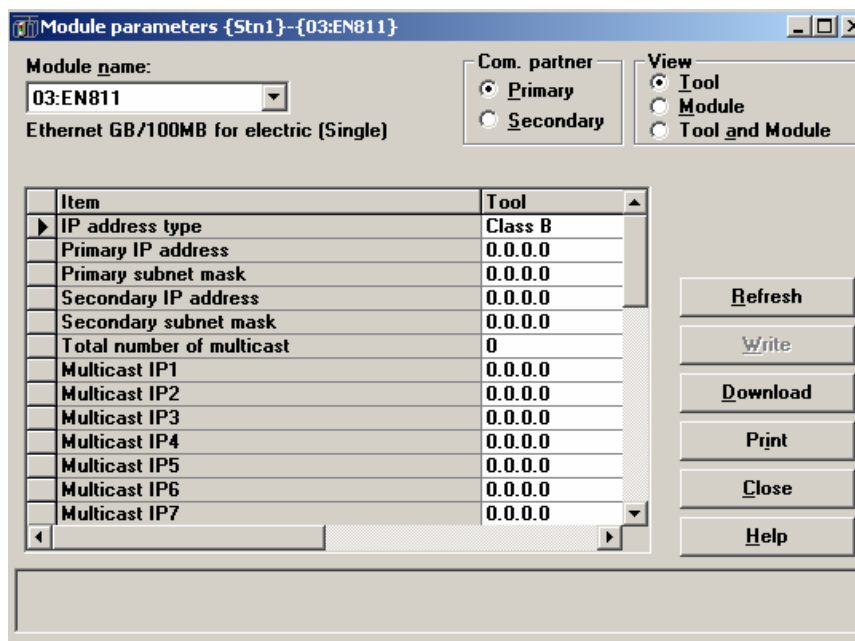 Module parameters {Stn1}-{03:EN811}
Module name:
03:EN811
Ethernet GB/100MB for electric (Single)
Com. partner
Primary
Secondary
View
Tool
Module
Tool and Module
Item Tool
IP address type Class B
Primary IP address 0.0.0.0
Primary subnet mask 0.0.0.0
Secondary IP address 0.0.0.0
Secondary subnet mask 0.0.0.0
Total number of multicast 0
Multicast IP1 0.0.0.0
Multicast IP2 0.0.0.0
Multicast IP3 0.0.0.0
Multicast IP4 0.0.0.0
Multicast IP5 0.0.0.0
Multicast IP6 0.0.0.0
Multicast IP7 0.0.0.0
Refresh
Write
Download
Print
Close
Help